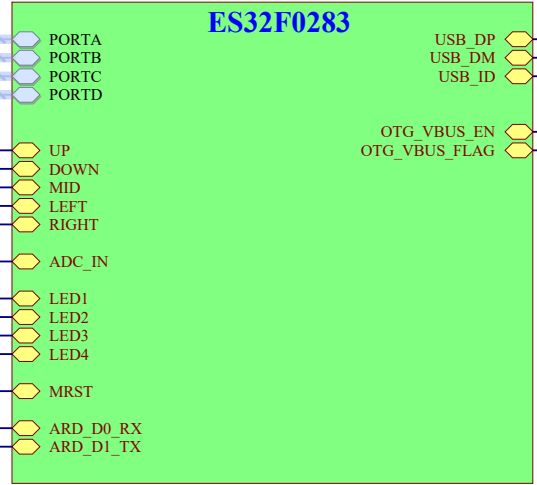 ES32F0283
PORTA
PORTB
PORTC
PORTD
UP
DOWN
MID
LEFT
RIGHT
ADC_IN
LED1
LED2
LED3
LED4
MRST
ARD_D0_RX
ARD_D1_TX
USB_DP
USB_DM
USB_ID
OTG_VBUS_EN
OTG_VBUS_FLAG